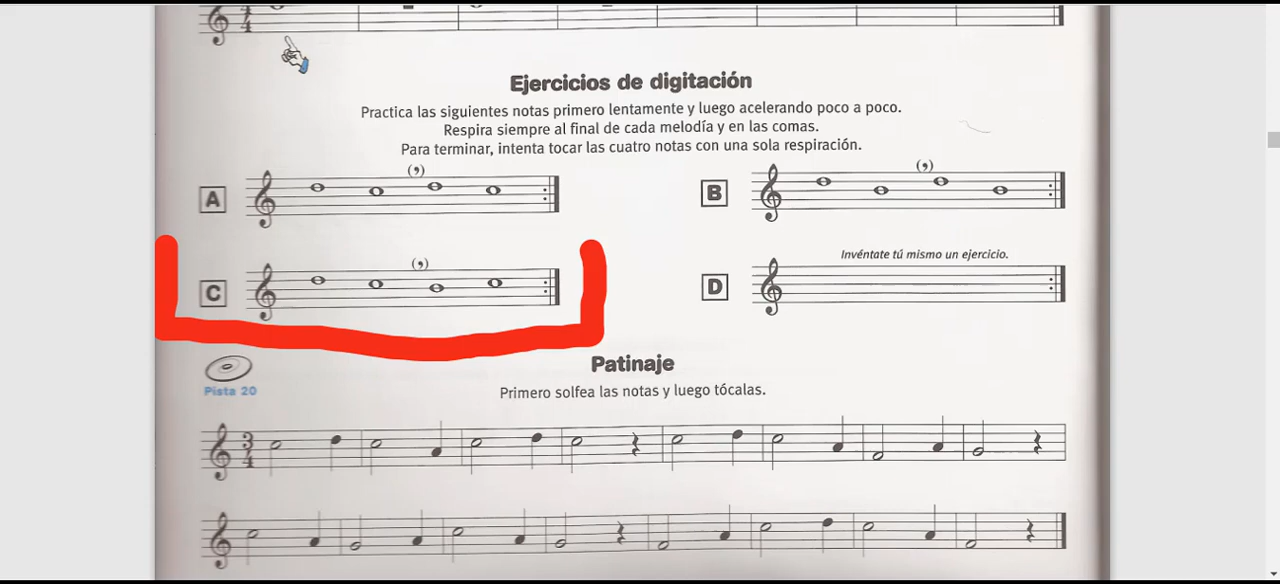 Ejercicios de digitación
Practica las siguientes notas primero lentamente y luego acelerando poco a poco.
Respira siempre al final de cada melodía y en las comas.
Para terminar, intenta tocar las cuatro notas con una sola respiración.
A
(,)
B
(,)
C
(,)
D
Invéntate tú mismo un ejercicio.
Patinaje
Pista 20
Primero solfea las notas y luego tócalas.
3
4